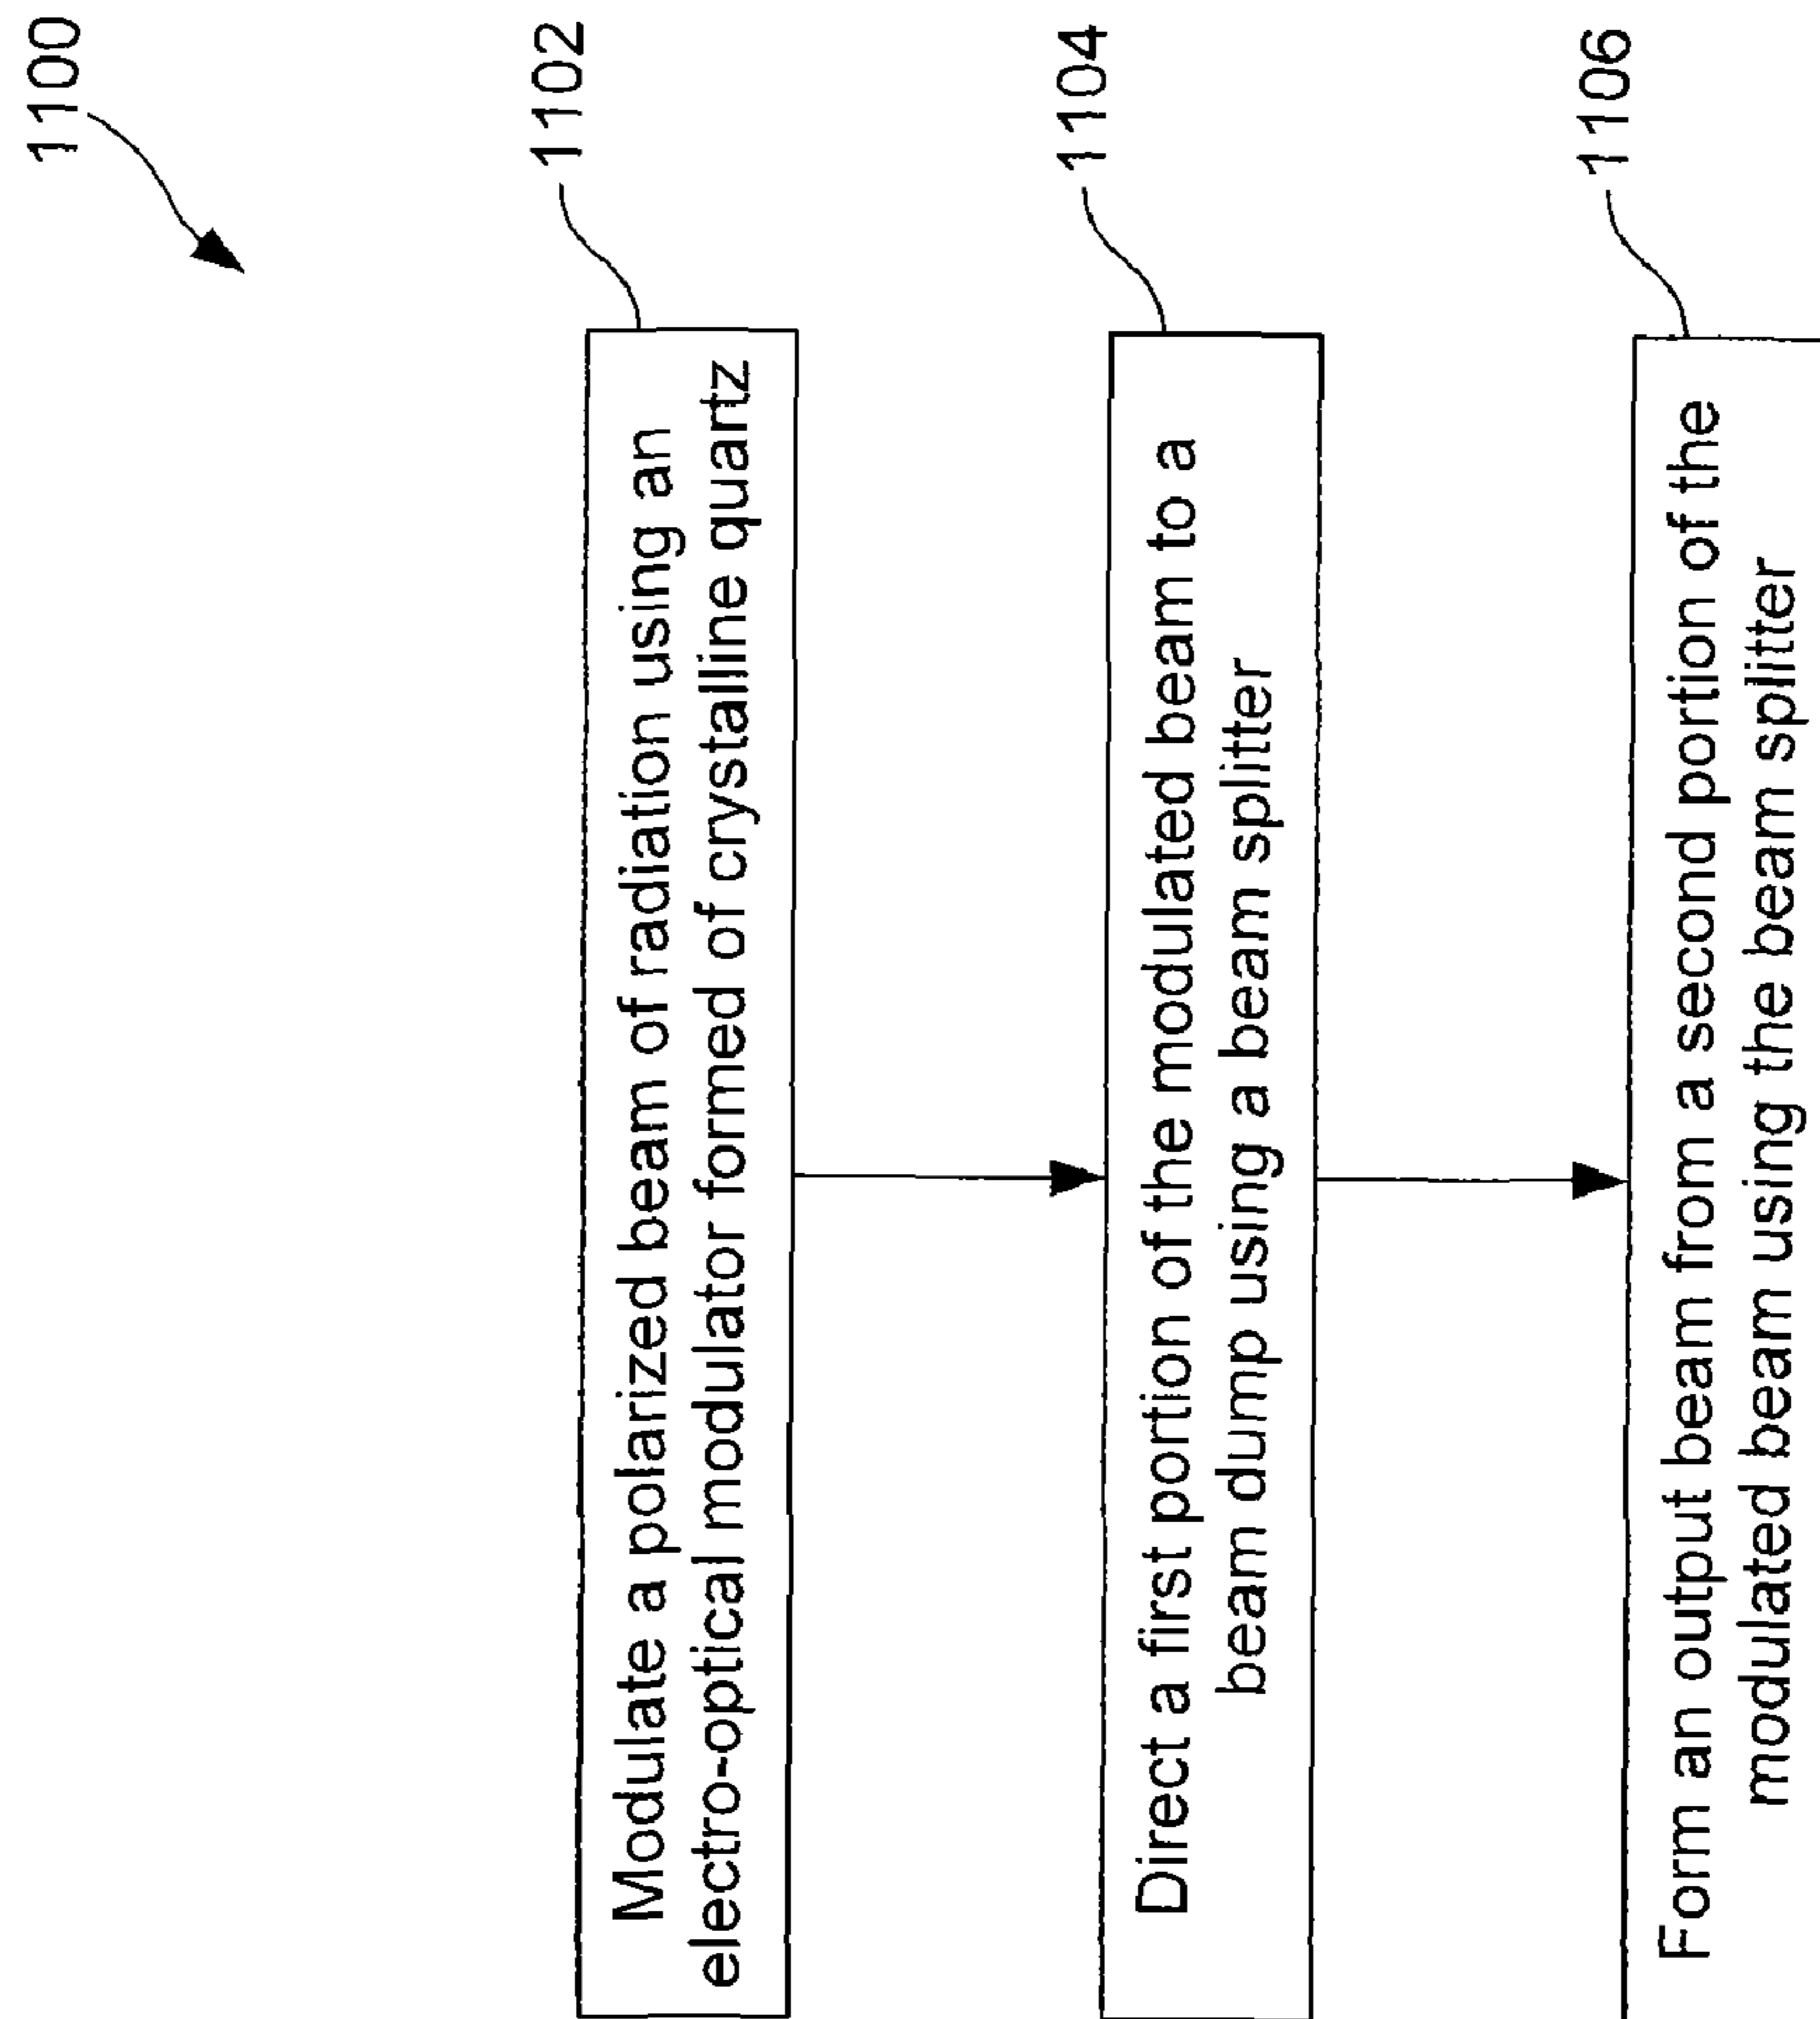 1100
1102
Modulate a polarized beam of radiation using an
electro-optical modulator formed of crystalline quartz
1104
Direct a first portion of the modulated beam to a
beam dump using a beam splitter
1106
Form an output beam from a second portion of the
modulated beam using the beam splitter